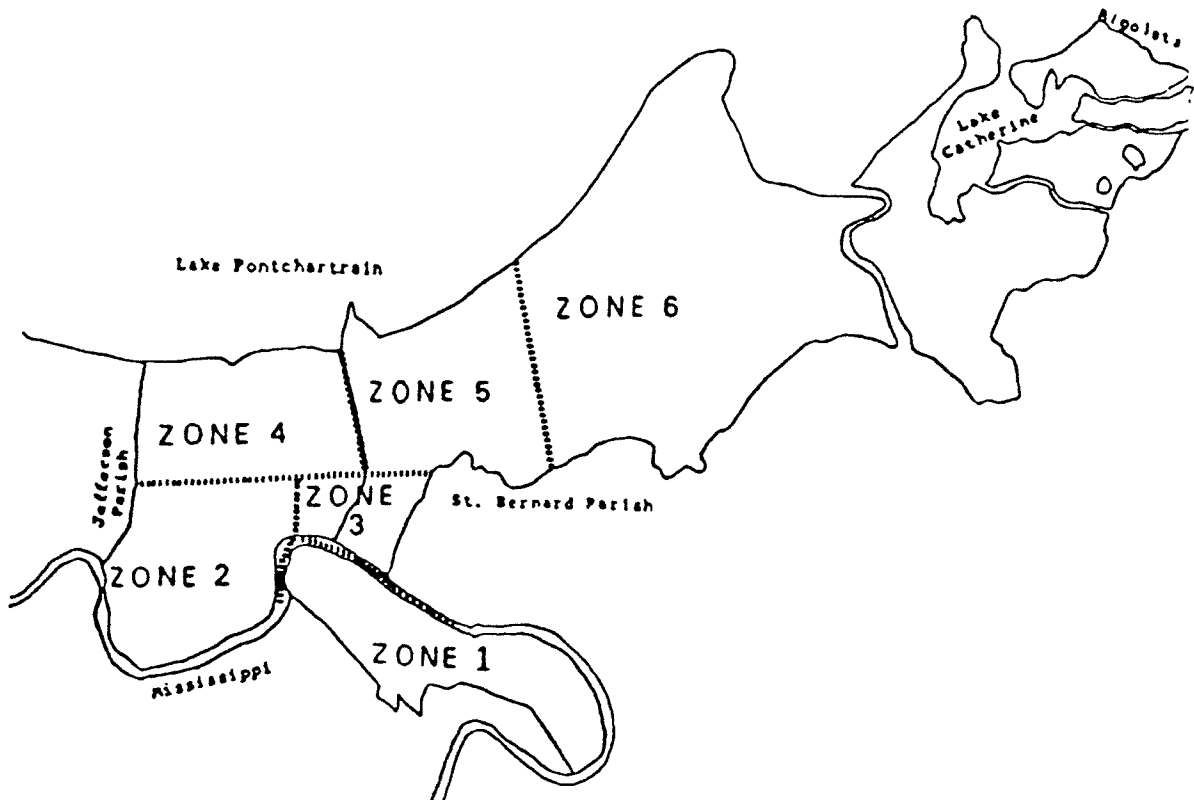 Rigolets
Lake
Catherine
Lake Pontchartrain
ZONE 6
ZONE 5
ZONE 4
Jefferson
Parish
ZONE
3
St. Bernard Parish
ZONE 2
ZONE 1
Mississippi